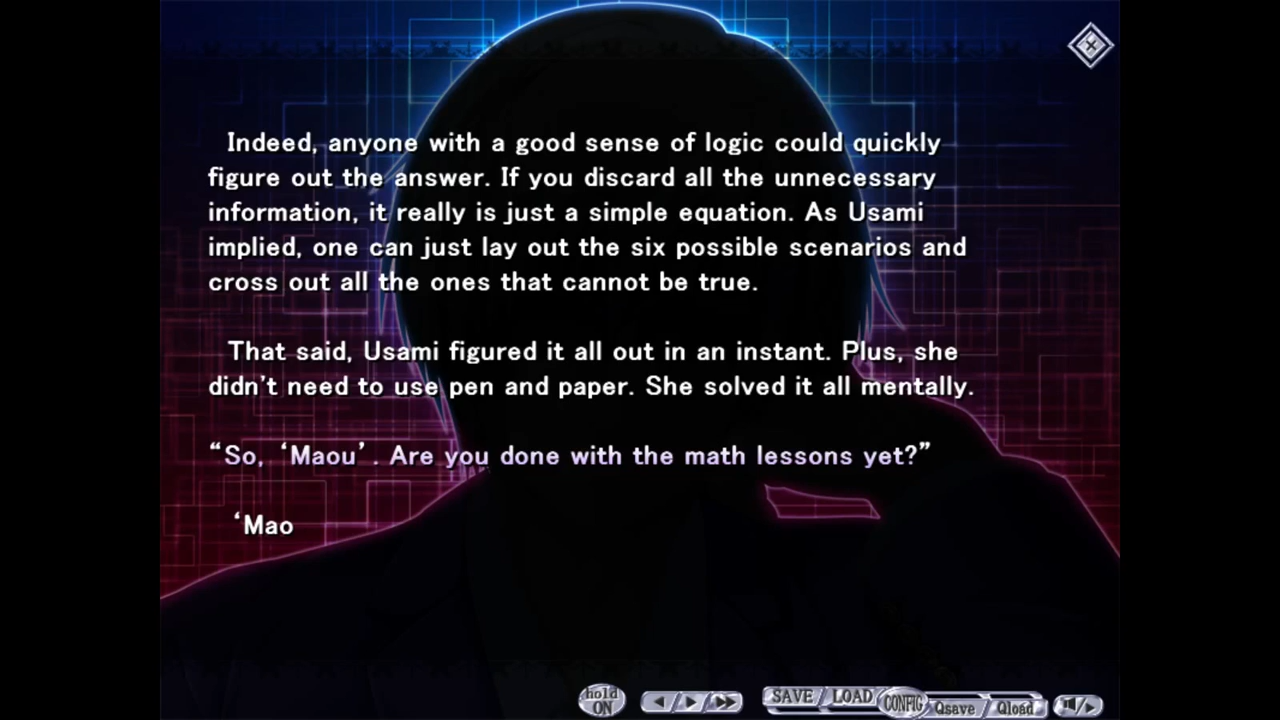 Indeed, anyone with a good sense of logic could quickly
figure out the answer. If you discard all the unnecessary
information, it really is just a simple equation. As Usami
implied, one can just lay out the six possible scenarios and
cross out all the ones that cannot be true.
That said, Usami figured it all out in an instant. Plus, she
didn't need to use pen and paper. She solved it all mentally.
“So, ‘Maou’. Are you done with the math lessons yet?”
‘Mao
hold
ON
SAVE LOAD CONFIG Qsave Qload